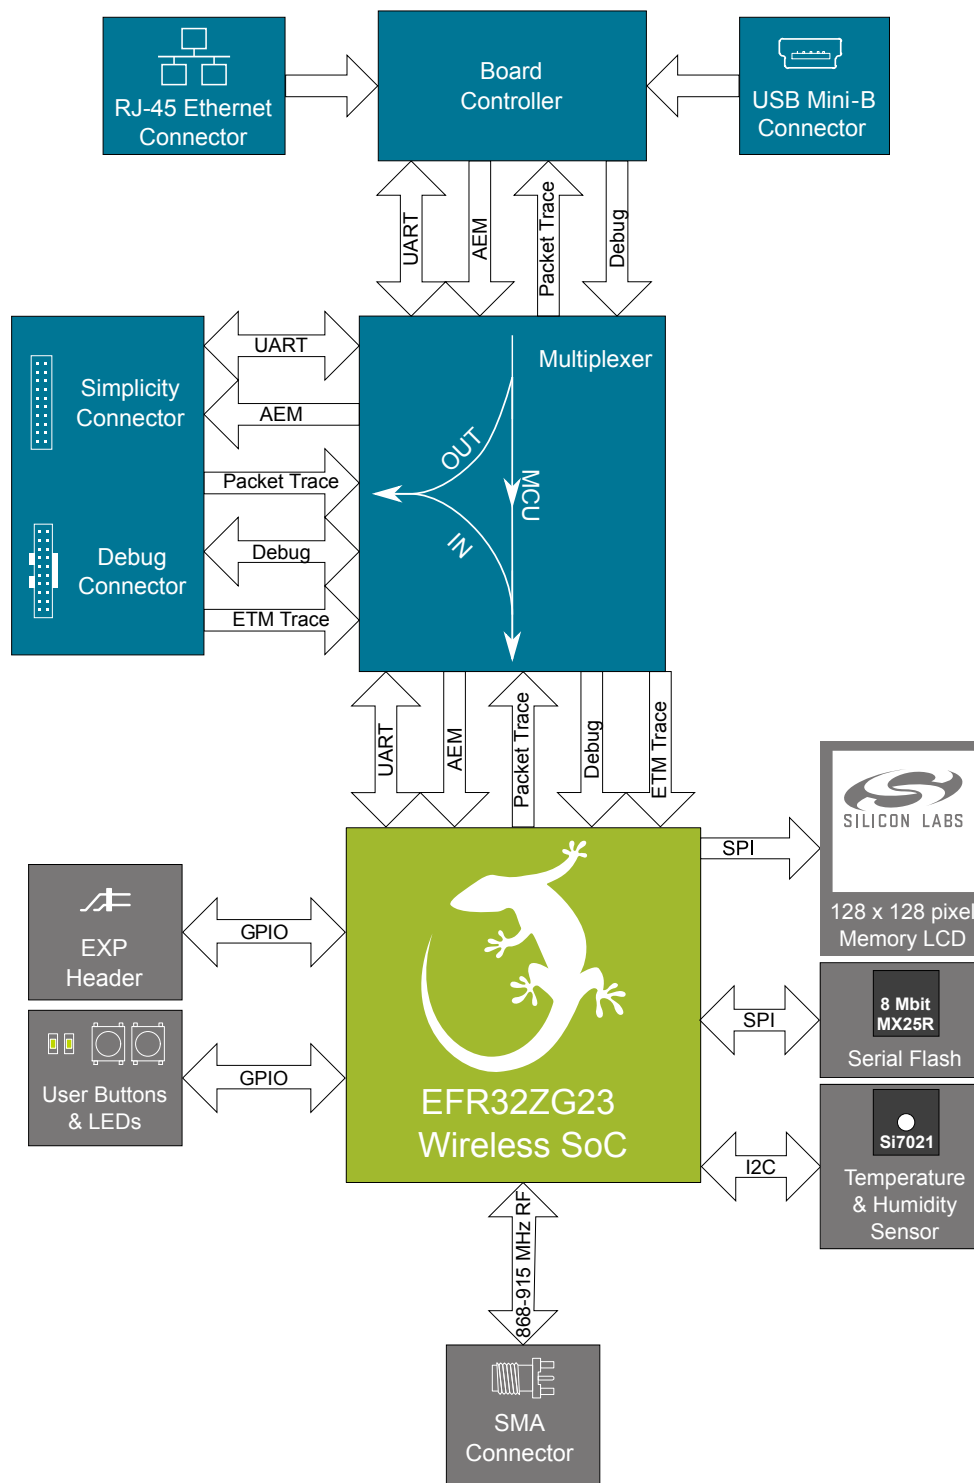 RJ-45 Ethernet
Connector
Board
Controller
USB Mini-B
Connector
UART
AEM
Packet Trace
Debug
Simplicity
Connector
Debug
Connector
UART
AEM
Packet Trace
Debug
ETM Trace
Multiplexer
OUT
MCU
IN
UART
AEM
Packet Trace
Debug
ETM Trace
SPI
SILICON LABS
128 x 128 pixel
Memory LCD
EXP
Header
GPIO
SPI
8 Mbit
MX25R
Serial Flash
User Buttons
& LEDs
GPIO
EFR32ZG23
Wireless SoC
I2C
Si7021
Temperature
& Humidity
Sensor
868-915 MHz RF
SMA
Connector